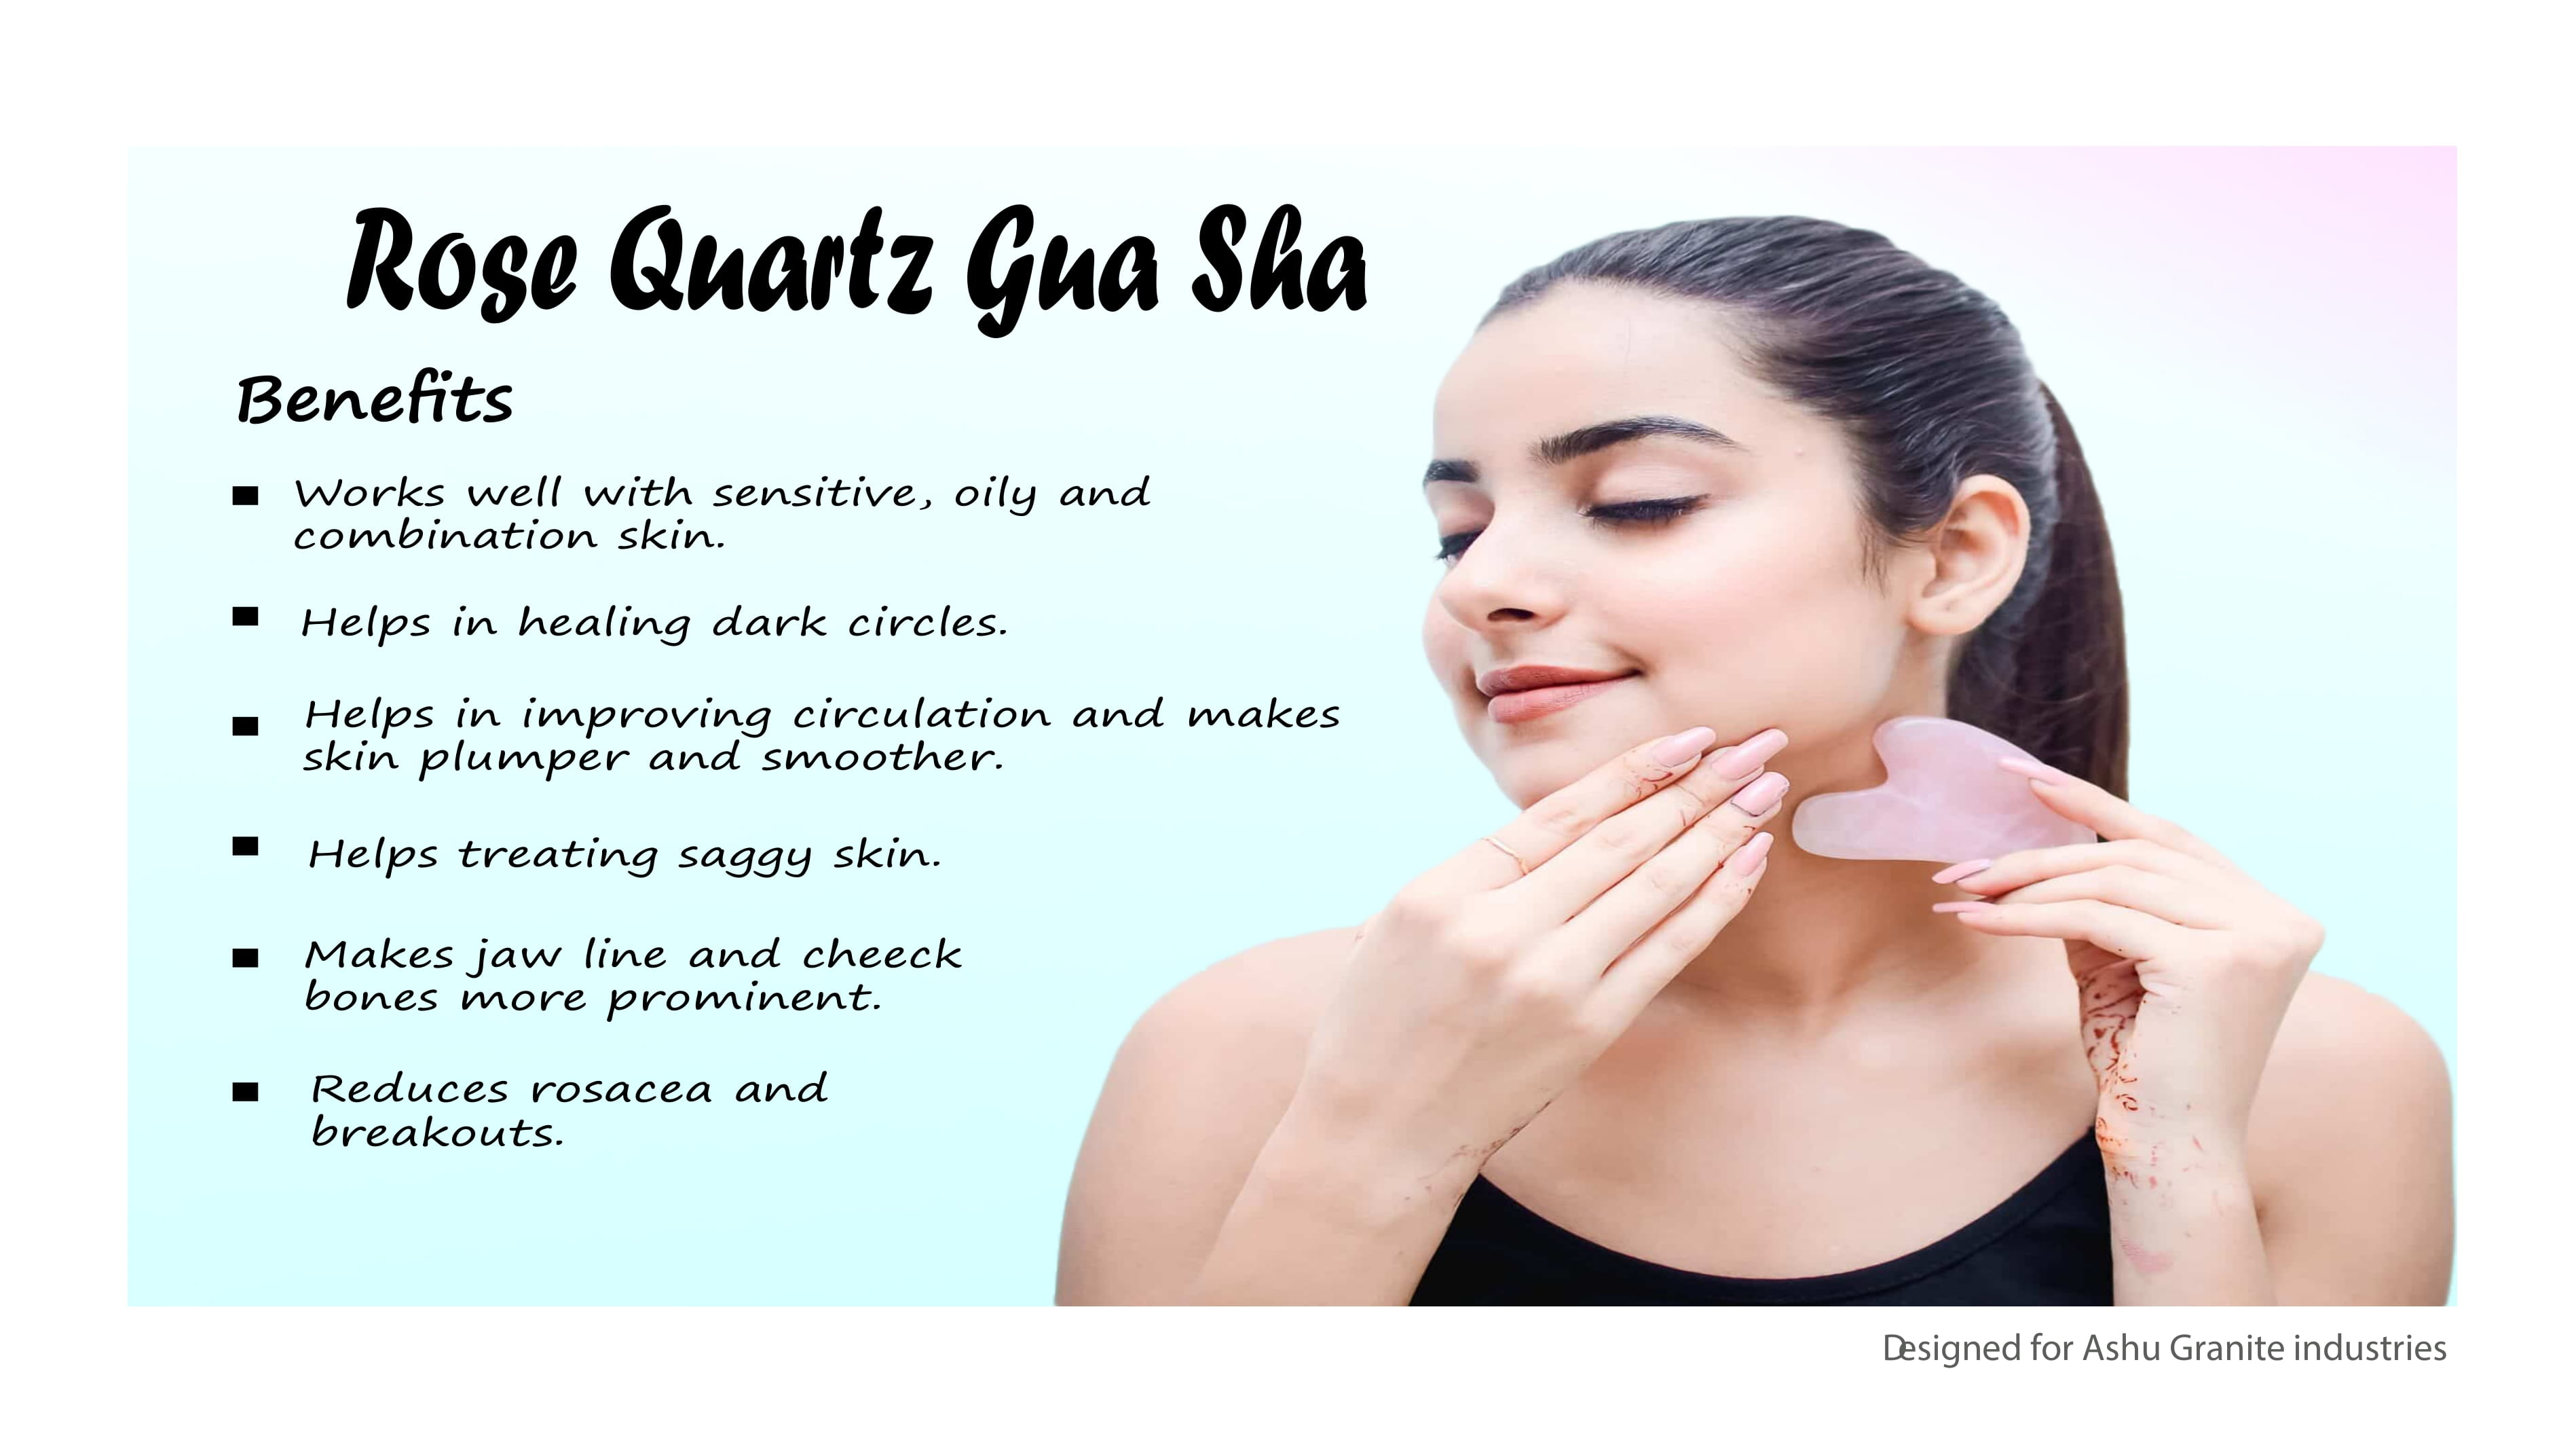 Rose Quartz Gua Sha
Benefits
Works well with sensitive, oily and
combination skin.
Helps in healing dark circles.
Helps in improving circulation and makes
skin plumper and smoother.
Helps treating saggy skin.
Makes jaw line and cheeck
bones more prominent.
Reduces rosacea and
breakouts.
Designed for Ashu Granite industries